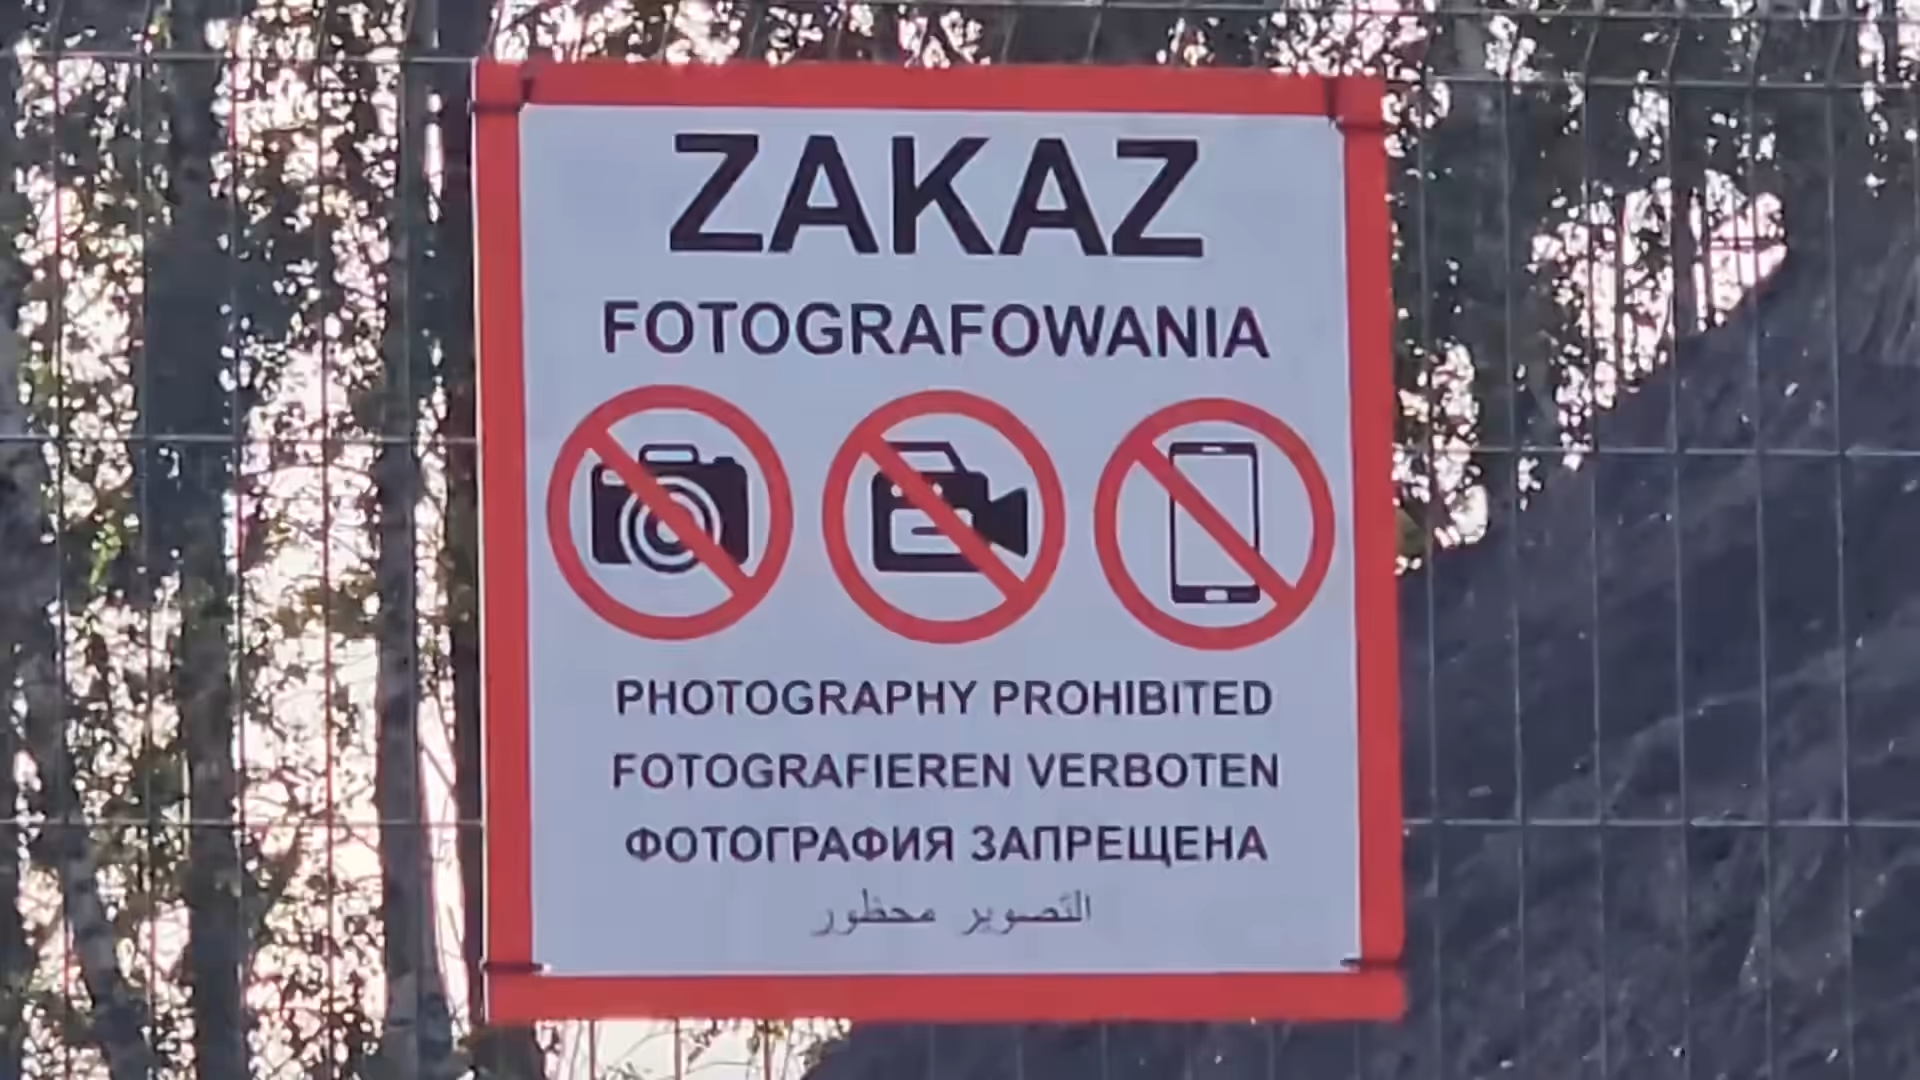 ZAKAZ
FOTOGRAFOWANIA
PHOTOGRAPHY PROHIBITED
FOTOGRAFIEREN VERBOTEN
ФОТОГРАФИЯ ЗАПРЕЩЕНА
التصوير محظور